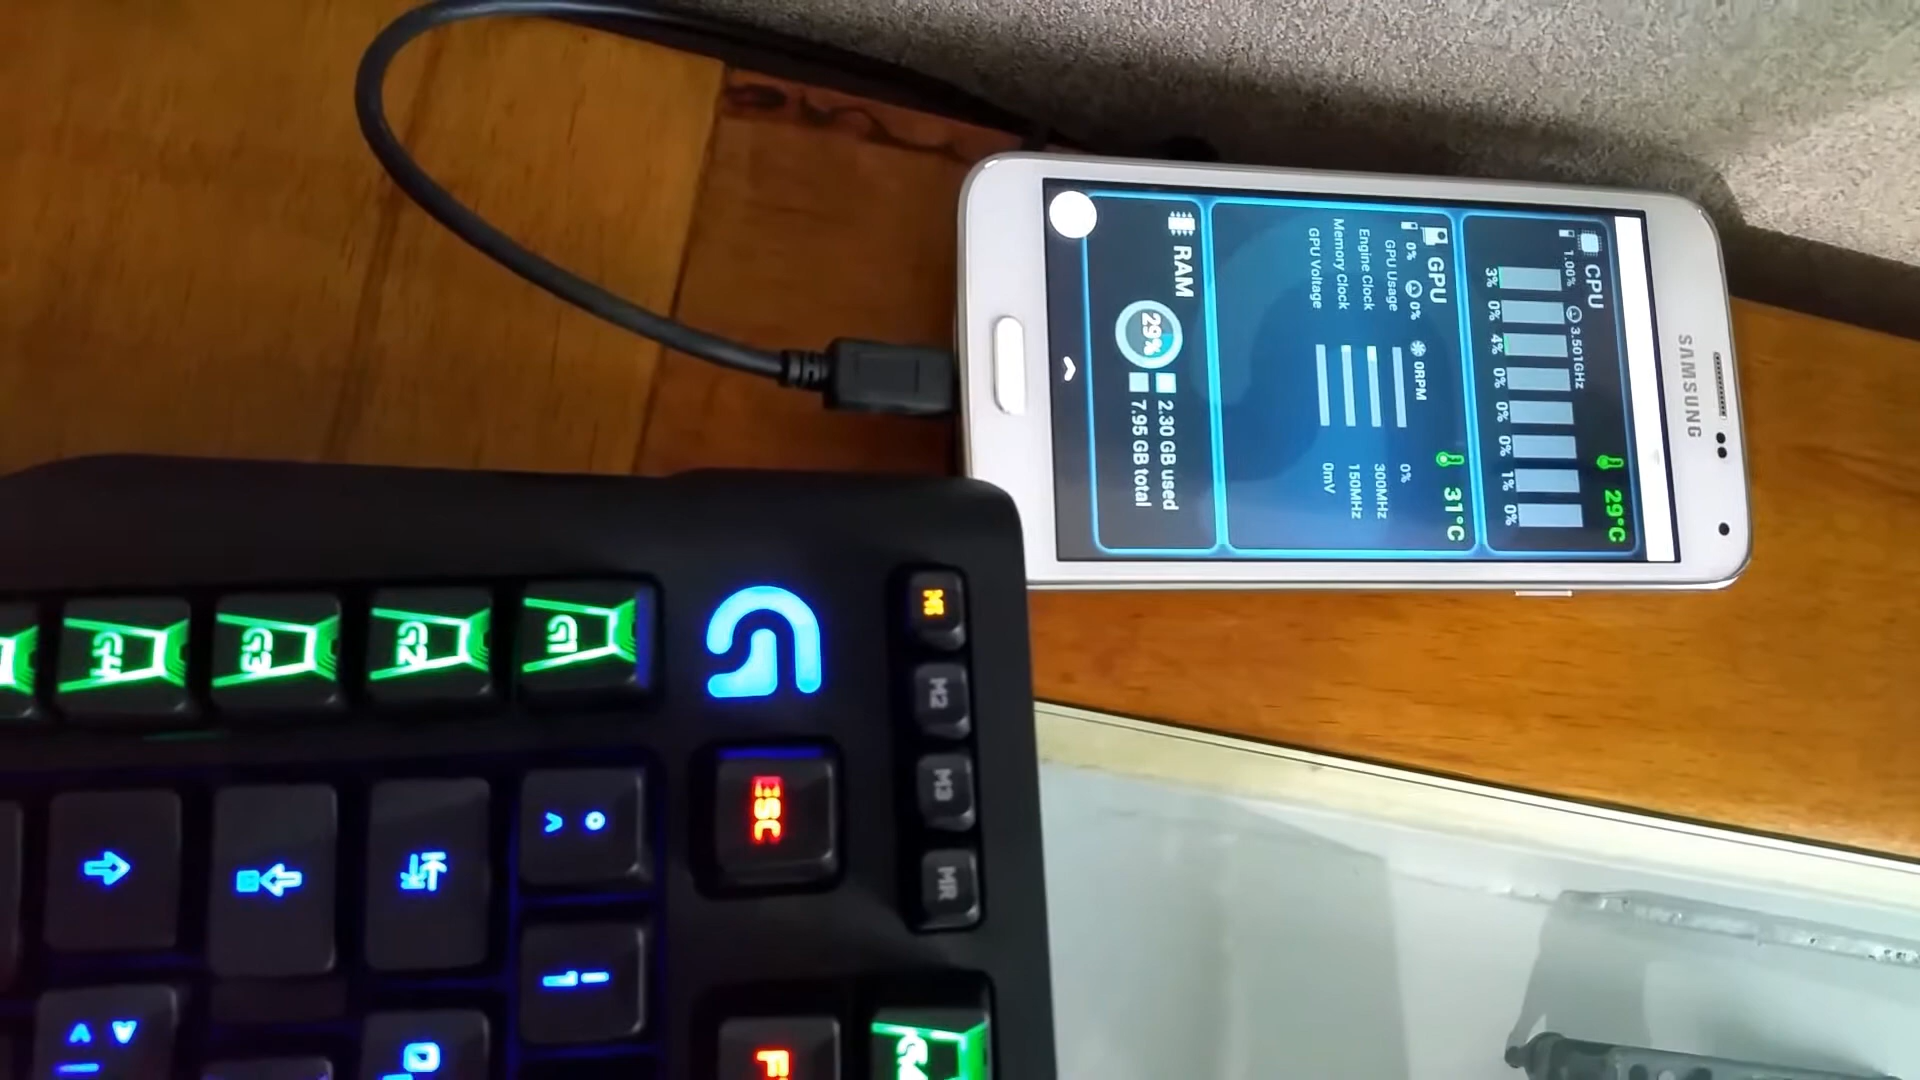 SAMSUNG
CPU
29°C
1.00% 3.501GHz
3% 0% 4% 0% 0% 0% 1% 0%
GPU
31°C
0% 0% 0RPM
GPU Usage 0%
Engine Clock 300MHz
Memory Clock 150MHz
GPU Voltage 0mV
RAM
29%
2.30 GB used
7.95 GB total
M2
M3
MR
G1
G2
G3
G4
ESC